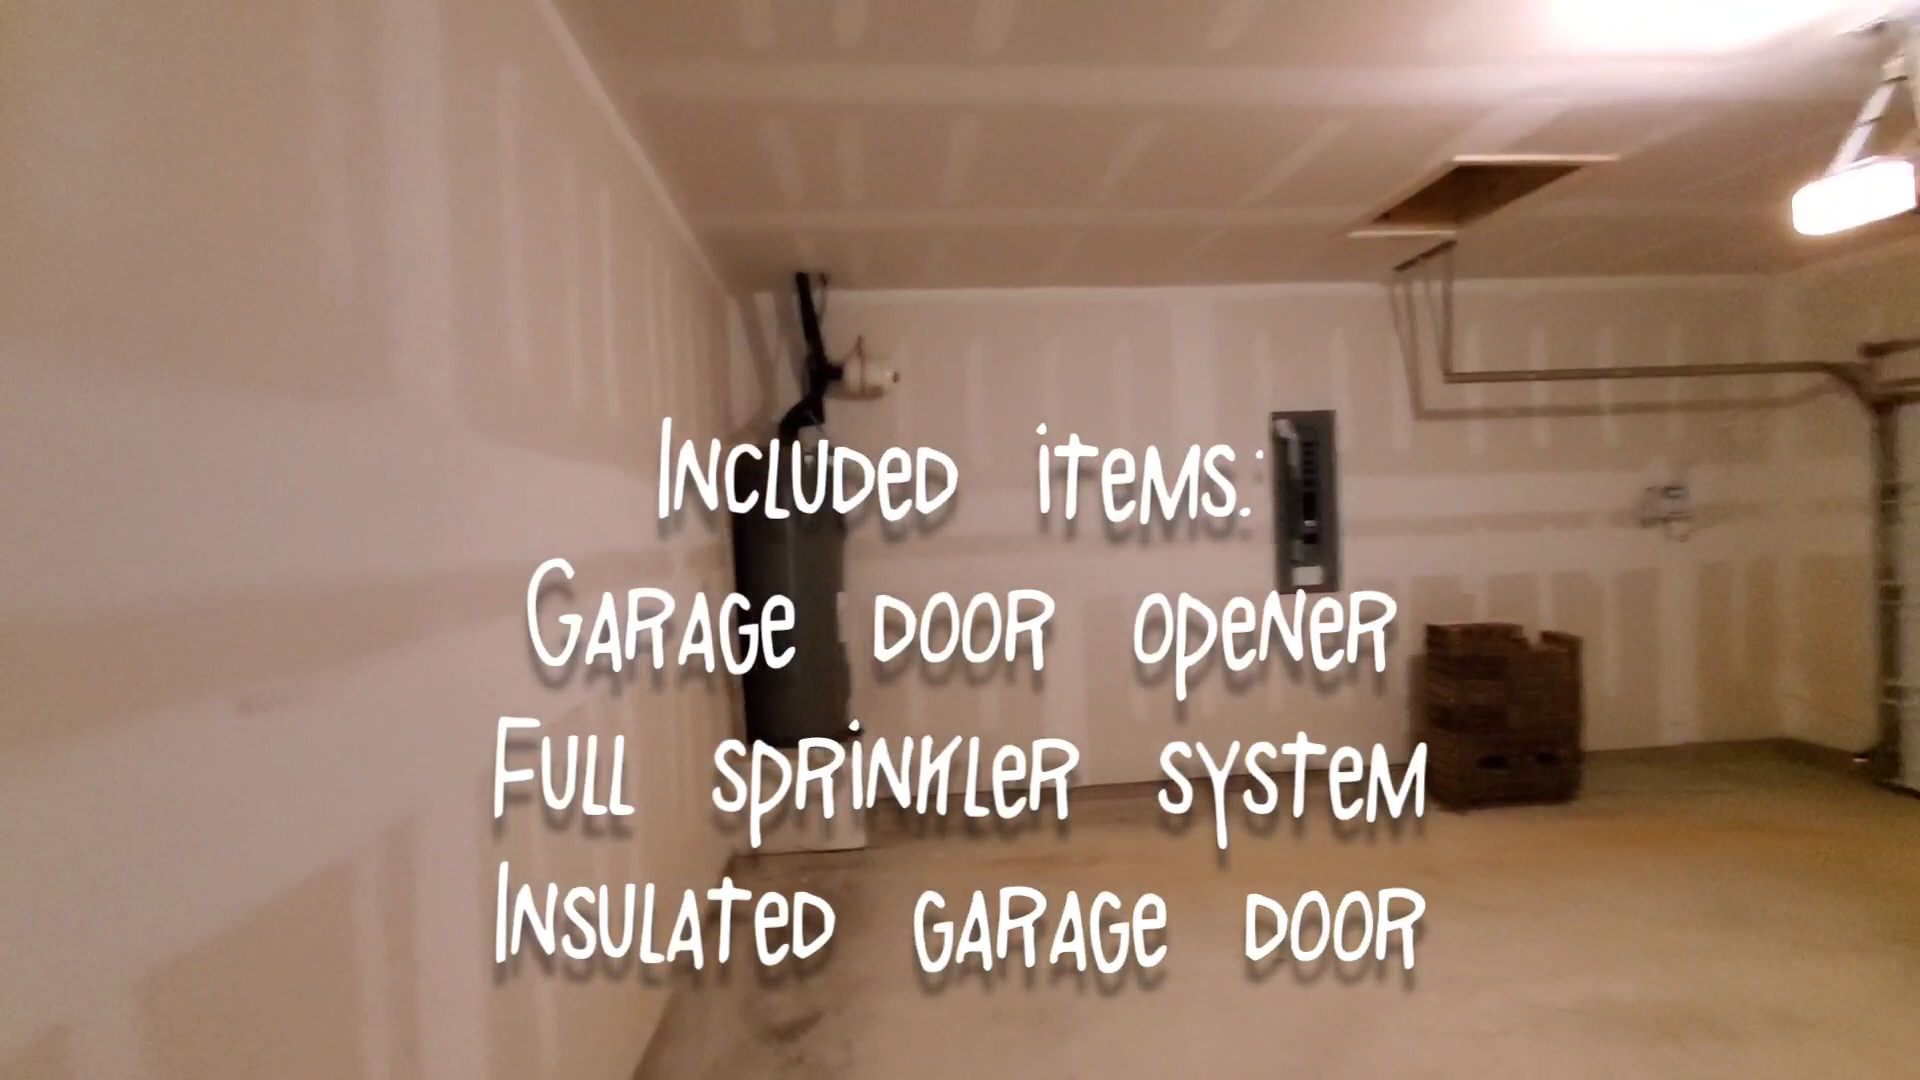 Included items:
Garage door opener
Full sprinkler system
Insulated garage door